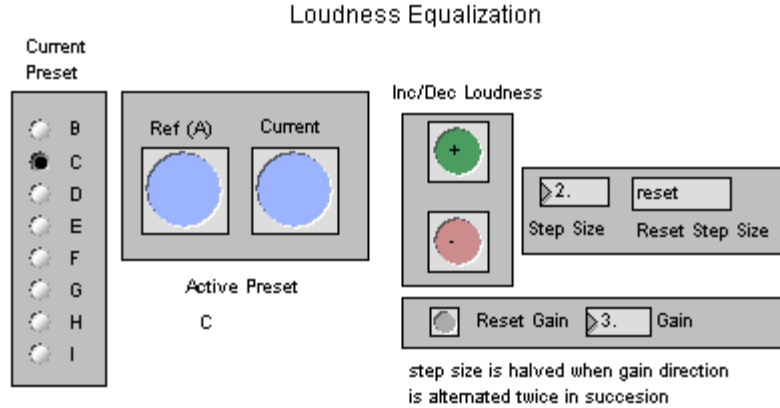 Loudness Equalization
Current
Preset
B
C
D
E
F
G
H
I
Ref (A)
Current
Active Preset
C
Inc/Dec Loudness
+
-
2.
reset
Step Size
Reset Step Size
Reset Gain
3.
Gain
step size is halved when gain direction
is alternated twice in succesion